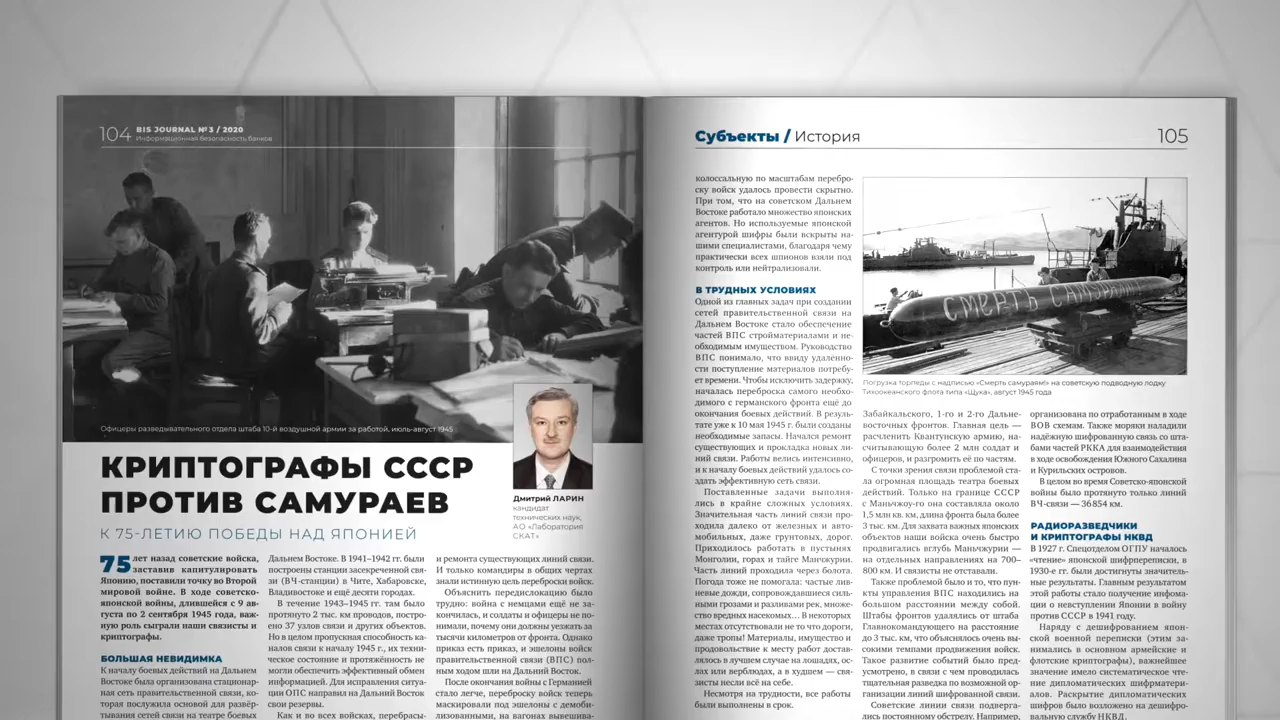 104 BIS JOURNAL №3 / 2020
Информационная безопасность банков
Офицеры разведывательного отдела штаба 10-й воздушной армии за работой, июль-август 1945
КРИПТОГРАФЫ СССР
ПРОТИВ САМУРАЕВ
К 75-ЛЕТИЮ ПОБЕДЫ НАД ЯПОНИЕЙ
Дмитрий ЛАРИН
кандидат
технических наук,
АО «Лаборатория
СКАТ»
75 лет назад советские войска,
заставив капитулировать
Японию, поставили точку во Второй
мировой войне. В ходе советско-
японской войны, длившейся с 9 ав-
густа по 2 сентября 1945 года, важ-
ную роль сыграли наши связисты и
криптографы.
БОЛЬШАЯ НЕВИДИМКА
К началу боевых действий на Дальнем
Востоке была организована стационар-
ная сеть правительственной связи, ко-
торая послужила основой для развёр-
тывания сетей связи на театре боевых
Дальнем Востоке. В 1941–1942 гг. были
построены станции засекреченной свя-
зи (ВЧ-станции) в Чите, Хабаровске,
Владивостоке и ещё десяти городах.
В течение 1943–1945 гг. там было
протянуто 2 тыс. км проводов, постро-
ено 37 узлов связи и других объектов.
Но в целом пропускная способность ка-
налов связи к началу 1945 г., их техни-
ческое состояние и протяжённость не
могли обеспечить эффективным обмен
информацией. Для исправления ситуа-
ции ОПС направил на Дальний Восток
свои резервы.
Как и во всех войсках, перебрасы-
и ремонта существующих линий связи.
И только командиры в общих чертах
знали истинную цель переброски войск.
Объяснить передислокацию было
трудно: война с немцами ещё не за-
кончилась, и солдаты и офицеры не по-
нимали, почему они должны уезжать за
тысячи километров от фронта. Однако
приказ есть приказ, и эшелоны войск
правительственной связи (ВПС) пол-
ным ходом шли на Дальний Восток.
После окончания войны с Германией
стало легче, переброску войск теперь
маскировали под эшелоны с демоби-
лизованными, на вагонах вывешива-
Субъекты / История
105
колоссальную по масштабам перебро-
ску войск удалось провести скрытно.
При том, что на советском Дальнем
Востоке работало множество японских
агентов. Но используемые японской
агентурой шифры были вскрыты на-
шими специалистами, благодаря чему
практически всех шпионов взяли под
контроль или нейтрализовали.
В ТРУДНЫХ УСЛОВИЯХ
Одной из главных задач при создании
сетей правительственной связи на
Дальнем Востоке стало обеспечение
частей ВПС стройматериалами и не-
обходимым имуществом. Руководство
ВПС понимало, что ввиду удалённо-
сти поступление материалов потребу-
ет времени. Чтобы исключить задержку,
началась переброска самого необхо-
димого с германского фронта ещё до
окончания боевых действий. В резуль-
тате уже к 10 мая 1945 г. были созданы
необходимые запасы. Начался ремонт
существующих и прокладка новых ли-
ний связи. Работы велись интенсивно,
и к началу боевых действий удалось со-
здать эффективную сеть связи.
Поставленные задачи выполня-
лись в крайне сложных условиях.
Значительная часть линий связи про-
ходила далеко от железных и авто-
мобильных, даже грунтовых, дорог.
Приходилось работать в пустынях
Монголии, горах и тайге Манчжурии.
Часть линий проходила через болота.
Погода тоже не помогала: частые лив-
невые дожди, сопровождавшиеся силь-
ными грозами и разливами рек, множе-
ство вредных насекомых… В некоторых
местах отсутствовали не то что дороги,
даже тропы! Материалы, имущество и
продовольствие к месту работ достав-
лялось в лучшем случае на лошадях, ос-
лах или верблюдах, а в худшем — свя-
зисты несли всё на себе.
Несмотря на трудности, все работы
были выполнены в срок.
СМЕРТЬ САМУРАЯМ!
Погрузка торпеды с надписью «Смерть самураям!» на советскую подводную лодку
Тихоокеанского флота типа «Щука», август 1945 года
Забайкальского, 1-го и 2-го Дальне-
восточных фронтов. Главная цель —
расчленить Квантунскую армию, на-
считывающую более 2 млн солдат и
офицеров, и разгромить её по частям.
С точки зрения связи проблемой ста-
ла огромная площадь театра боевых
действий. Только на границе СССР
с Маньчжоу-го она составляла около
1,5 млн кв. км, длина фронта была более
3 тыс. км. Для захвата важных японских
объектов наши войска очень быстро
продвигались вглубь Маньчжурии —
на отдельных направлениях на 700–
800 км. И связисты не отставали.
Также проблемой было и то, что пун-
кты управления ВПС находились на
большом расстоянии между собой.
Штабы фронтов удалялись от штаба
Главнокомандующего на расстояние
до 3 тыс. км, что объяснялось очень вы-
сокими темпами продвижения войск.
Такое развитие событий было пред-
усмотрено, в связи с чем проводилась
тщательная разведка по возможной ор-
ганизации линий шифрованной связи.
Советские линии связи подверга-
лись постоянному обстрелу. Например,
организована по отработанным в ходе
ВОВ схемам. Также моряки наладили
надёжную шифрованную связь со шта-
бами частей РККА для взаимодействия
в ходе освобождения Южного Сахалина
и Курильских островов.
В целом во время Советско-японской
войны было протянуто только линий
ВЧ-связи — 36 854 км.
РАДИОРАЗВЕДЧИКИ
И КРИПТОГРАФЫ НКВД
В 1927 г. Спецотделом ОГПУ началось
«чтение» японской шифрпереписки, в
1930-е гг. были достигнуты значитель-
ные результаты. Главным результатом
этой работы стало получение инфома-
ции о невступлении Японии в войну
против СССР в 1941 году.
Наряду с дешифрованием япон-
ской военной переписки (этим за-
нимались в основном армейские и
флотские криптографы), важнейшее
значение имело систематическое чте-
ние дипломатических шифрматери-
алов. Раскрытие дипломатических
шифров было возложено на дешифро-
вальную службу НКВД.